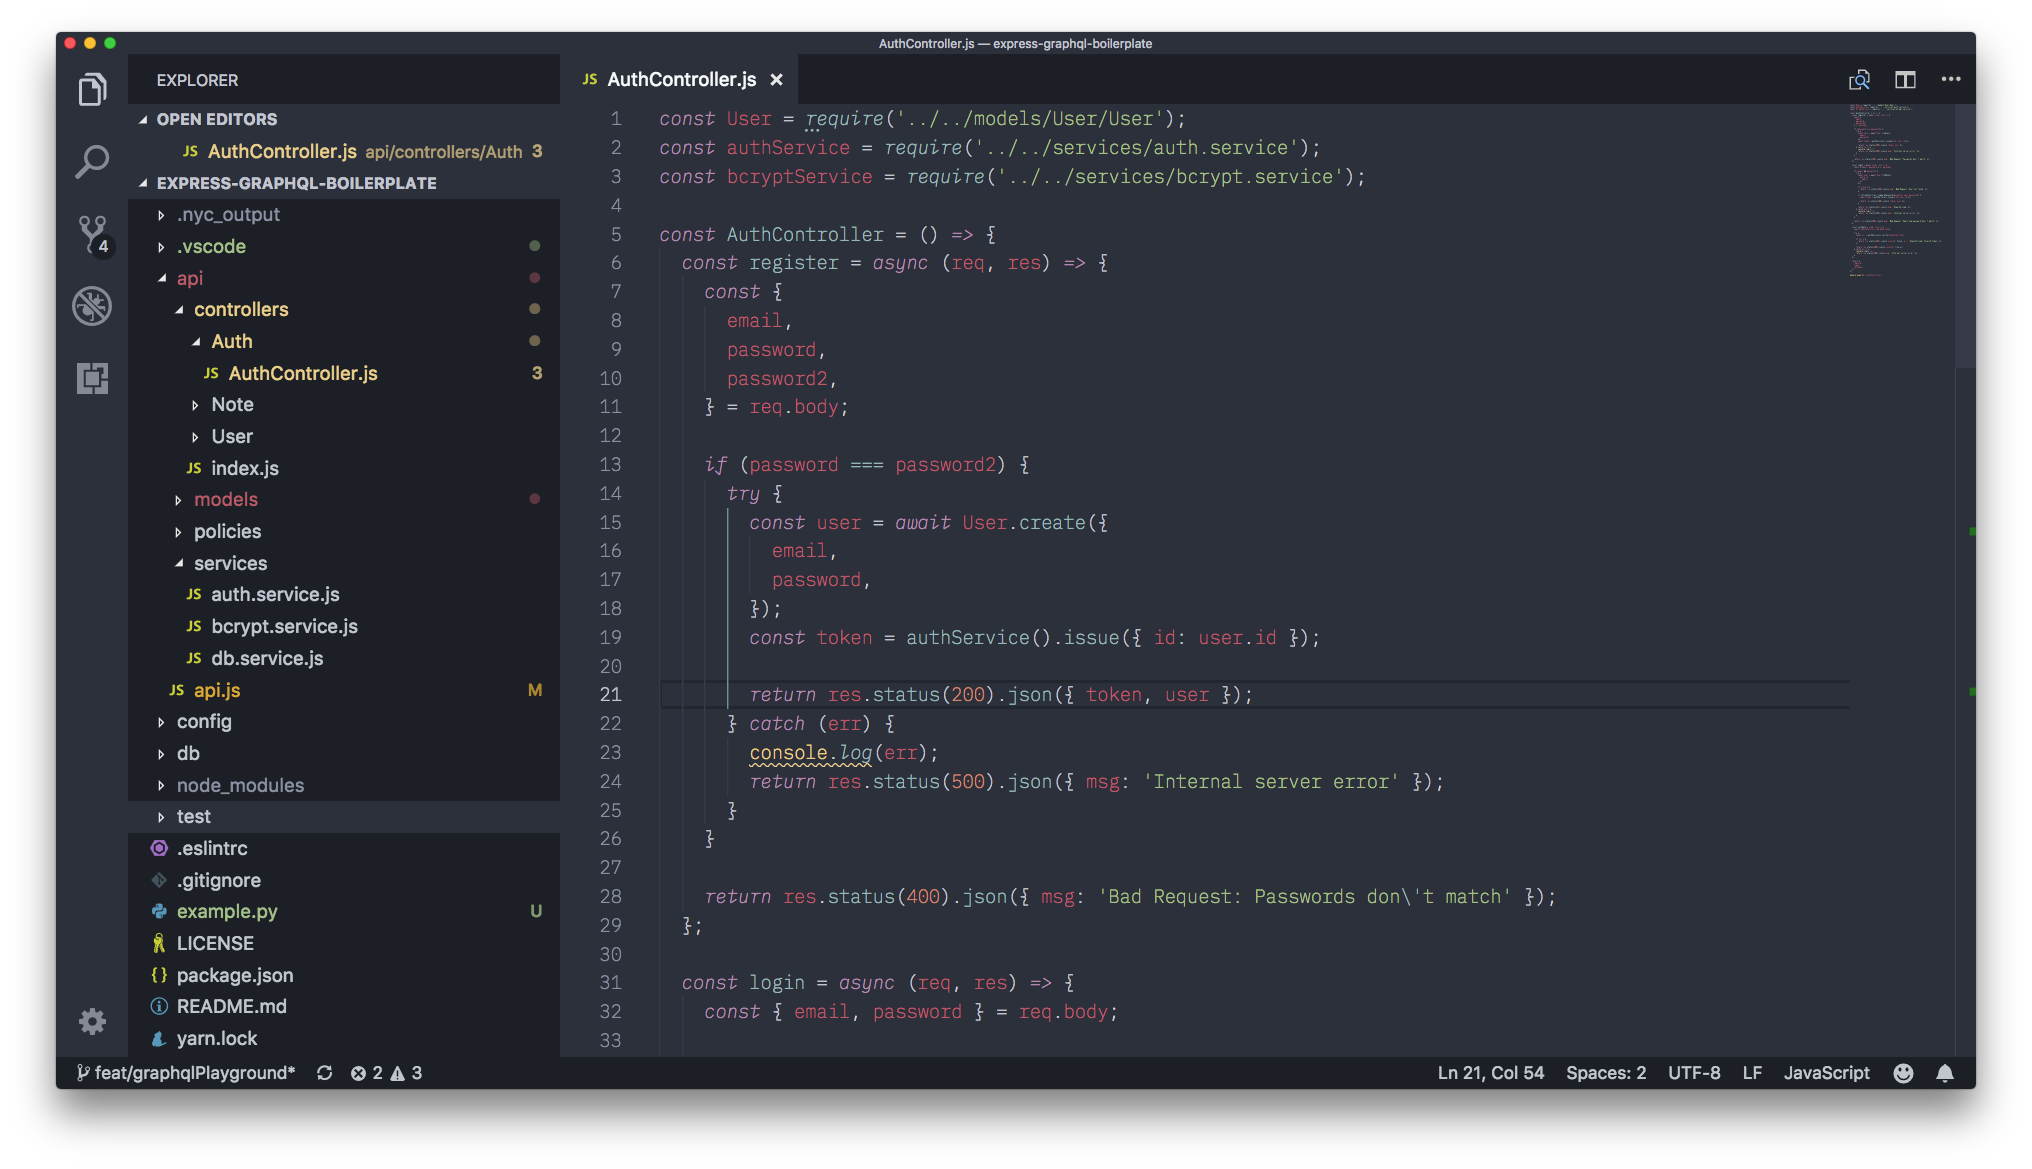 AuthController.js — express-graphql-boilerplate
EXPLORER
JS AuthController.js ×
OPEN EDITORS
JS AuthController.js api/controllers/Auth 3
EXPRESS-GRAPHQL-BOILERPLATE
.nyc_output
.vscode
api
controllers
Auth
JS AuthController.js 3
Note
User
JS index.js
models
policies
services
JS auth.service.js
JS bcrypt.service.js
JS db.service.js
JS api.js M
config
db
node_modules
test
.eslintrc
.gitignore
example.py U
LICENSE
{} package.json
README.md
yarn.lock
4
1 const User = require('../../models/User/User');
2 const authService = require('../../services/auth.service');
3 const bcryptService = require('../../services/bcrypt.service');
4
5 const AuthController = () => {
6 const register = async (req, res) => {
7 const {
8 email,
9 password,
10 password2,
11 } = req.body;
12
13 if (password === password2) {
14 try {
15 const user = await User.create({
16 email,
17 password,
18 });
19 const token = authService().issue({ id: user.id });
20
21 return res.status(200).json({ token, user });
22 } catch (err) {
23 console.log(err);
24 return res.status(500).json({ msg: 'Internal server error' });
25 }
26 }
27
28 return res.status(400).json({ msg: 'Bad Request: Passwords don\'t match' });
29 };
30
31 const login = async (req, res) => {
32 const { email, password } = req.body;
33
feat/graphqlPlayground* 2 3
Ln 21, Col 54 Spaces: 2 UTF-8 LF JavaScript